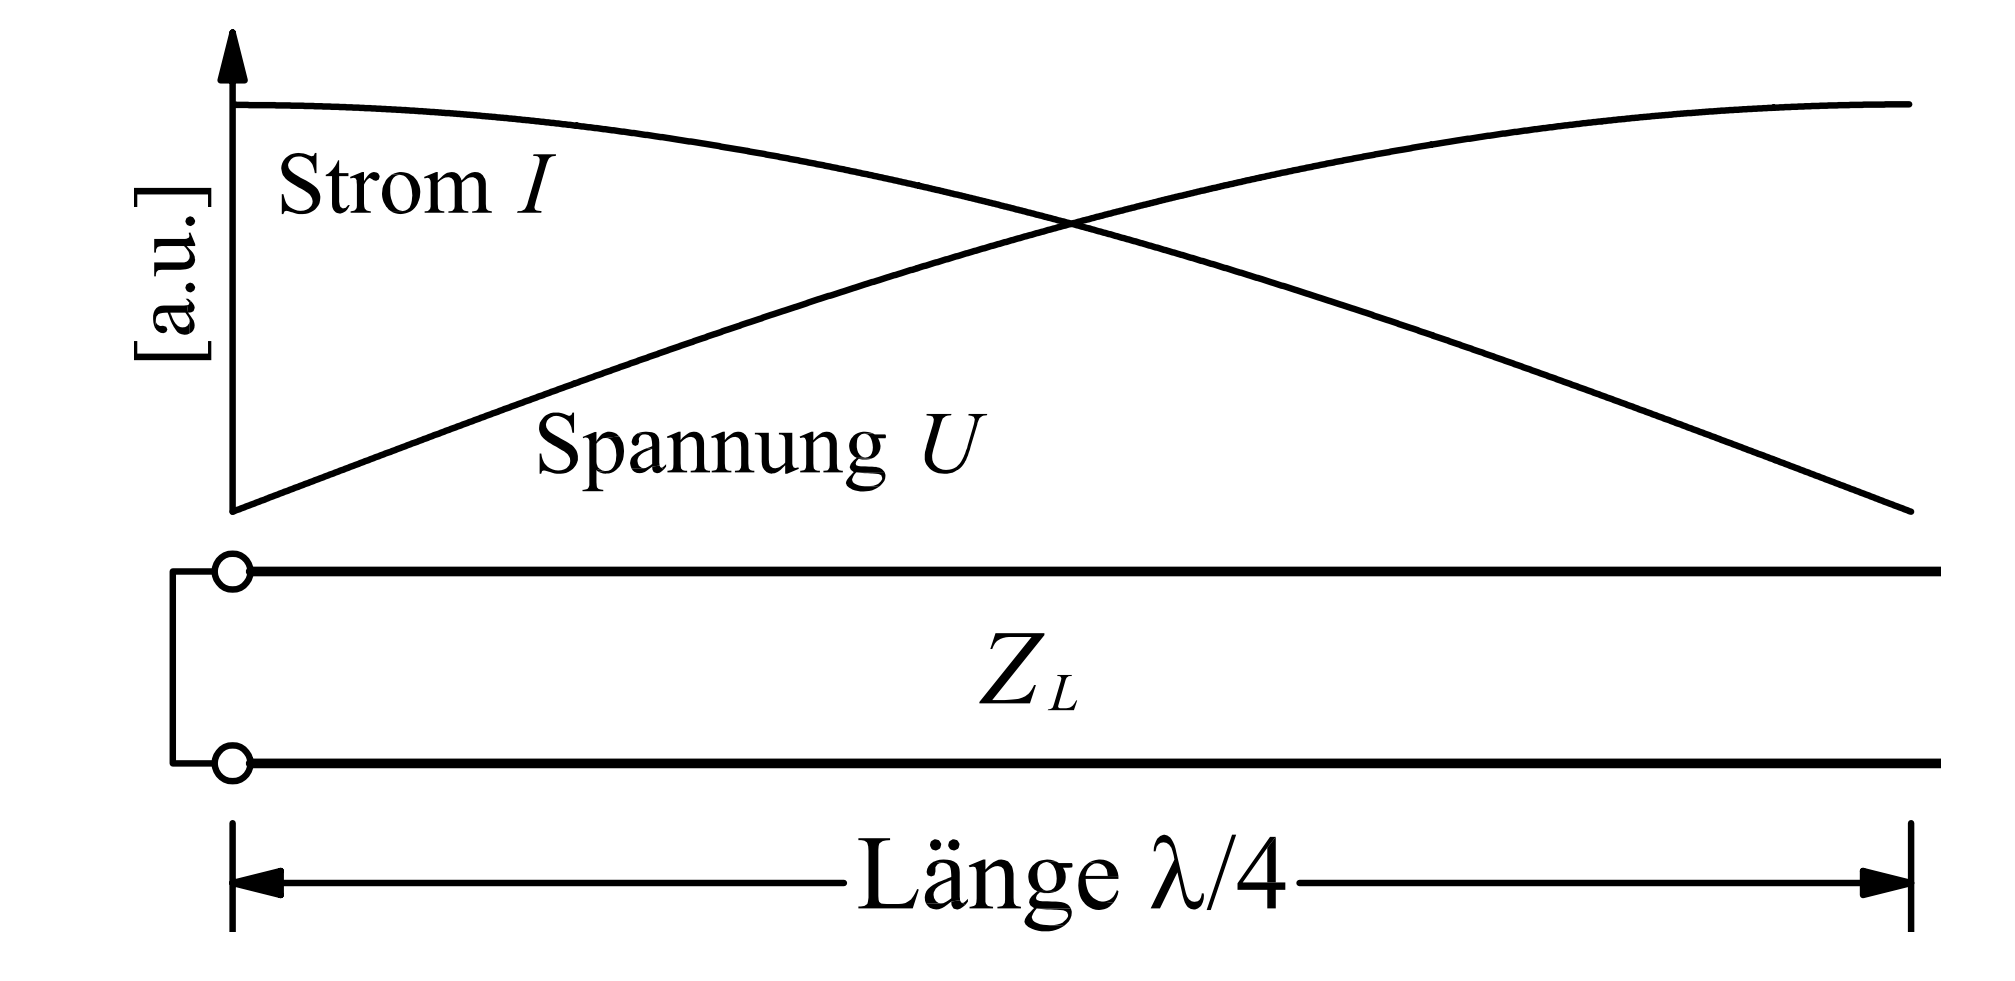 [a.u.]
Strom I
Spannung U
Z_L
Länge λ/4